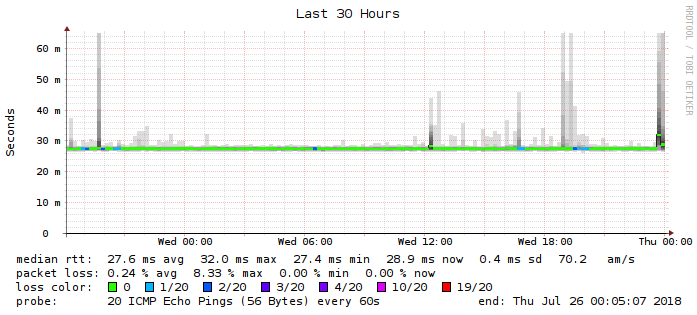 Last 30 Hours
RRDTOOL / TOBI OETIKER
Seconds
60 m
50 m
40 m
30 m
20 m
10 m
0
Wed 00:00 Wed 06:00 Wed 12:00 Wed 18:00 Thu 00:00
median rtt: 27.6 ms avg 32.0 ms max 27.4 ms min 28.9 ms now 0.4 ms sd 70.2 am/s
packet loss: 0.24 % avg 8.33 % max 0.00 % min 0.00 % now
loss color: 0 1/20 2/20 3/20 4/20 10/20 19/20
probe: 20 ICMP Echo Pings (56 Bytes) every 60s end: Thu Jul 26 00:05:07 2018